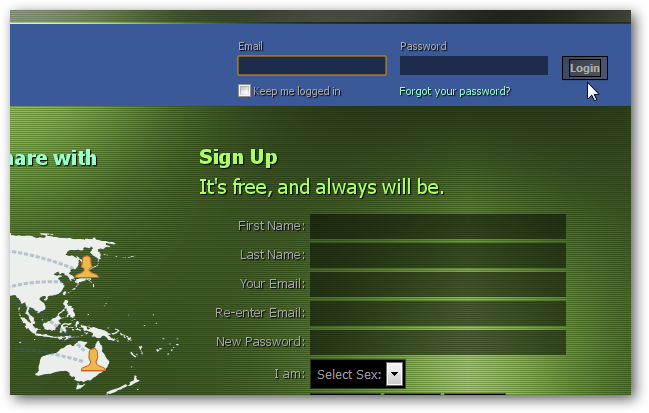 Email Password
Login
Keep me logged in Forgot your password?
hare with
Sign Up
It's free, and always will be.
First Name:
Last Name:
Your Email:
Re-enter Email:
New Password:
I am: Select Sex: